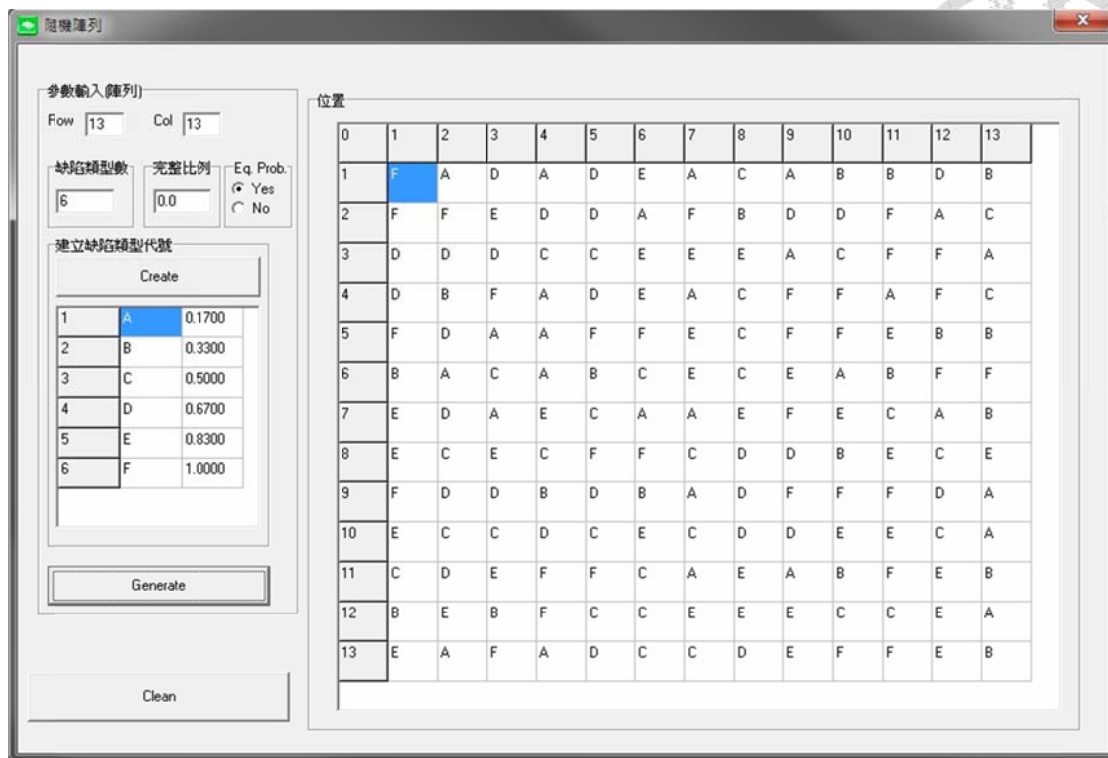 隨機陣列
參數輸入(陣列)
Fow 13 Col 13
缺陷類型數 完整比例 Eq. Prob.
6 0.0 Yes
No
建立缺陷類型代號
Create
1 A 0.1700
2 B 0.3300
3 C 0.5000
4 D 0.6700
5 E 0.8300
6 F 1.0000
Generate
Clean
位置
0 1 2 3 4 5 6 7 8 9 10 11 12 13
1 F A D A D E A C A B B D B
2 F F E D D A F B D D F A C
3 D D D C C E E E A C F F A
4 D B F A D E A C F F A F C
5 F D A A F F E C F F E B B
6 B A C A B C E C E A B F F
7 E D A E C A A E F E C A B
8 E C E C F F C D D B E C E
9 F D D B D B A D F F F D A
10 E C C D C E C D D E E C A
11 C D E F F C A E A B F E B
12 B E B F C C E E E C C E A
13 E A F A D C C D E F F E B